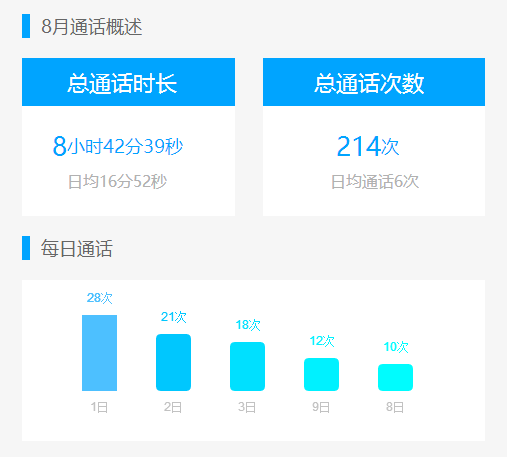 8月通话概述
总通话时长
总通话次数
8小时42分39秒
214次
日均16分52秒
日均通话6次
每日通话
28次
21次
18次
12次
10次
1日
2日
3日
9日
8日